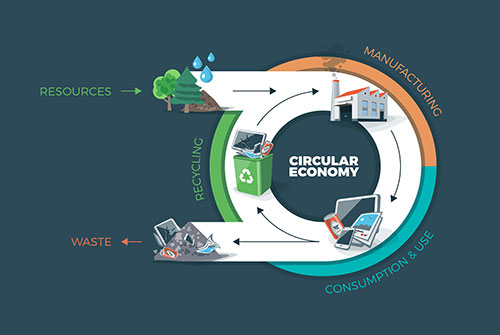 MANUFACTURING
RESOURCES
RECYCLING
CIRCULAR
ECONOMY
WASTE
CONSUMPTION & USE